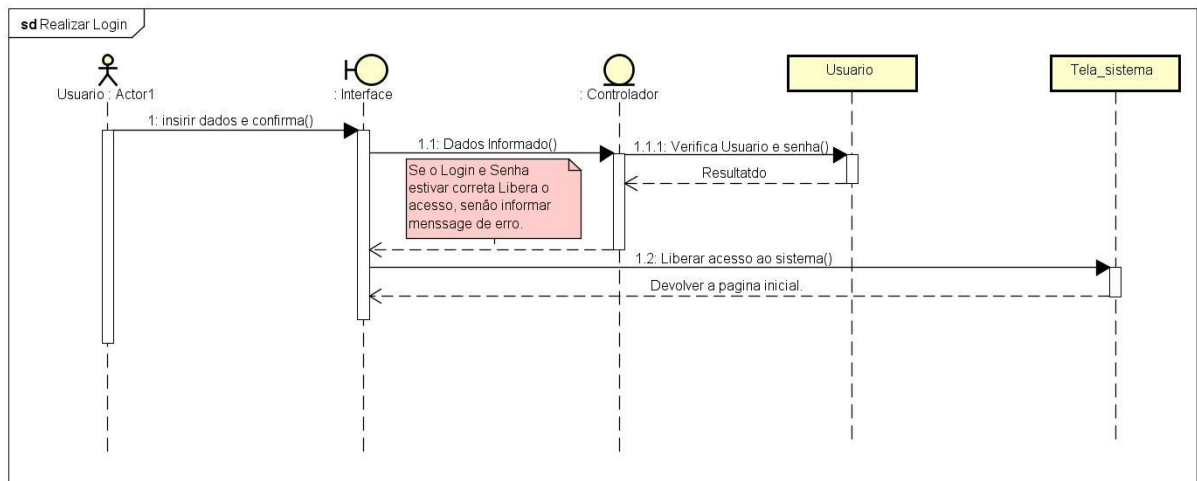 sd Realizar Login
Usuario : Actor1
: Interface
: Controlador
Usuario
Tela_sistema
1: insirir dados e confirma()
1.1: Dados Informado()
1.1.1: Verifica Usuario e senha()
Resultatdo
Se o Login e Senha
estivar correta Libera o
acesso, senão informar
menssage de erro.
1.2: Liberar acesso ao sistema()
Devolver a pagina inicial.